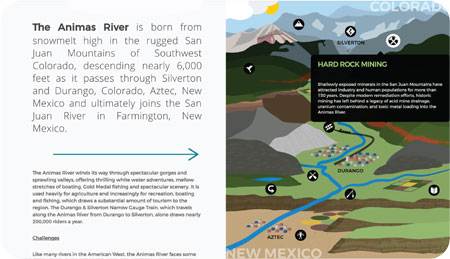 The Animas River is born from
snowmelt high in the rugged San
Juan Mountains of Southwest
Colorado, descending nearly 6,000
feet as it passes through Silverton
and Durango, Colorado, Aztec, New
Mexico and ultimately joins the San
Juan River in Farmington, New
Mexico.
The Animas River winds its way through spectacular gorges and
sprawling valleys, offering thrilling white water adventures, mellow
stretches of boating, Gold Medal fishing and spectacular scenery. It is
used heavily for agriculture and increasingly for recreation, boating
and fishing, which draws a substantial amount of tourism to the
region. The Durango & Silverton Narrow Gauge Train, which travels
along the Animas River from Durango to Silverton, alone draws nearly
200,000 riders a year.
Challenges
Like many rivers in the American West, the Animas River faces some
COLORAD
SILVERTON
HARD ROCK MINING
Shallowly exposed minerals in the San Juan Mountains have
attracted industry and human populations for more than
130 years. Despite modern remediation efforts, historic
mining has left behind a legacy of acid mine drainage,
uranium contamination, and toxic metal loading into the
Animas River.
DURANGO
AZTEC
NEW MEXICO